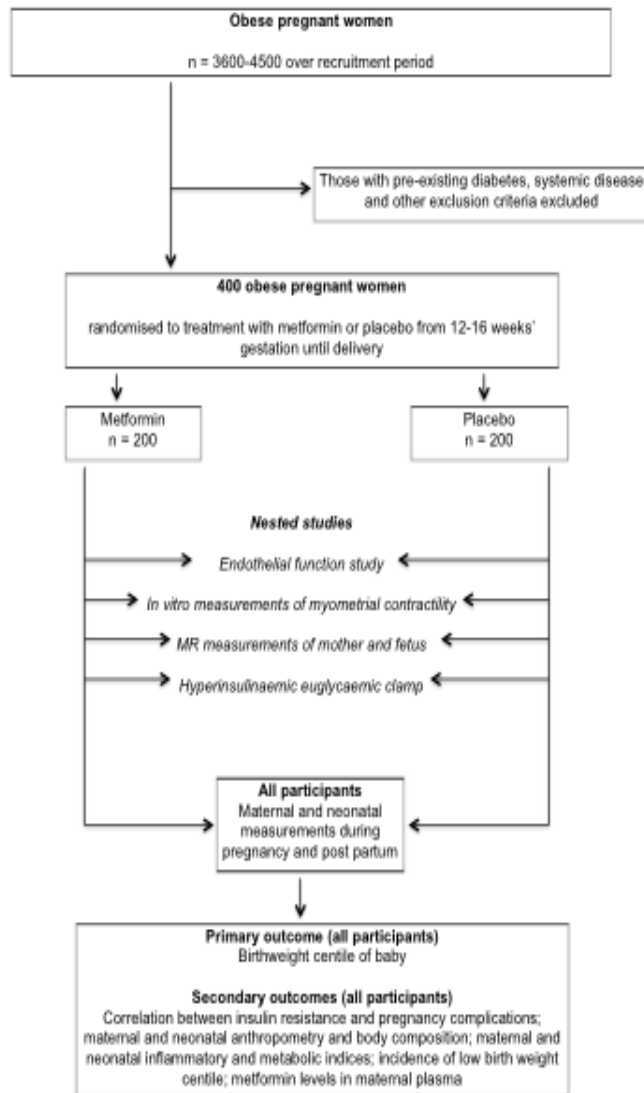 Obese pregnant women
n = 3600-4500 over recruitment period
Those with pre-existing diabetes, systemic disease
and other exclusion criteria excluded
400 obese pregnant women
randomised to treatment with metformin or placebo from 12-16 weeks'
gestation until delivery
Metformin
n = 200
Placebo
n = 200
Nested studies
Endothelial function study
In vitro measurements of myometrial contractility
MR measurements of mother and fetus
Hyperinsulinaemic euglycaemic clamp
All participants
Maternal and neonatal
measurements during
pregnancy and post partum
Primary outcome (all participants)
Birthweight centile of baby
Secondary outcomes (all participants)
Correlation between insulin resistance and pregnancy complications;
maternal and neonatal anthropometry and body composition; maternal and
neonatal inflammatory and metabolic indices; incidence of low birth weight
centile; metformin levels in maternal plasma